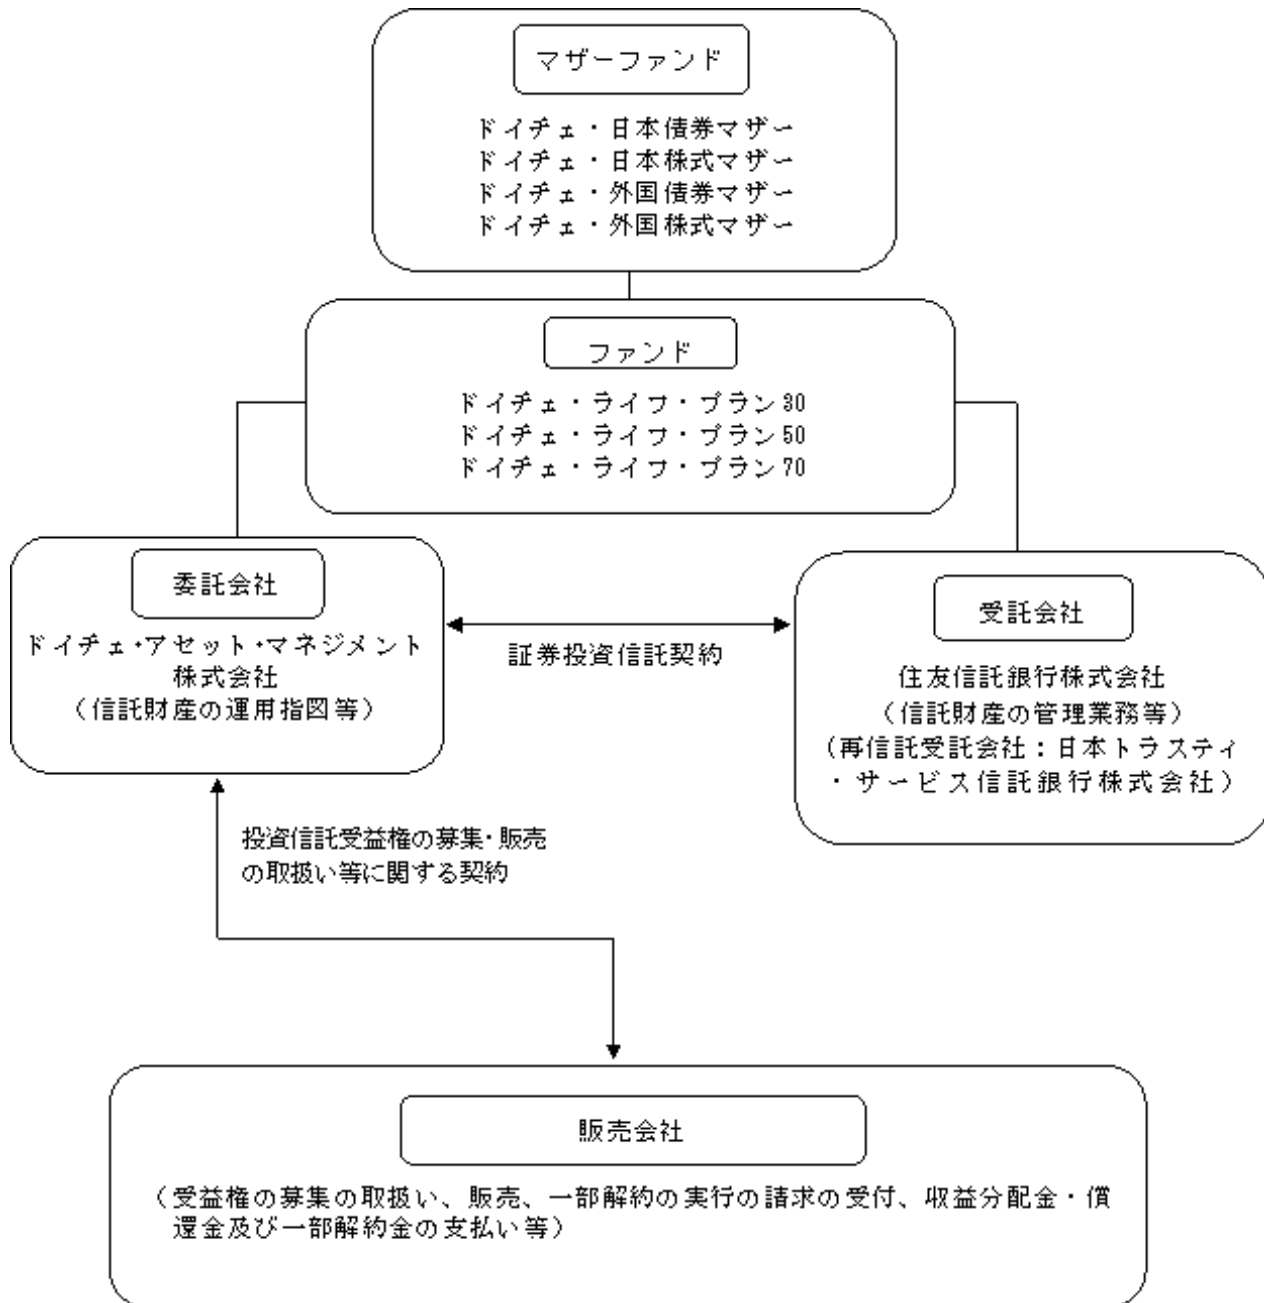 マザーファンド
ドイチェ・日本債券マザー
ドイチェ・日本株式マザー
ドイチェ・外国債券マザー
ドイチェ・外国株式マザー
ファンド
ドイチェ・ライフ・プラン30
ドイチェ・ライフ・プラン50
ドイチェ・ライフ・プラン70
委託会社
ドイチェ・アセット・マネジメント
株式会社
（信託財産の運用指図等）
証券投資信託契約
受託会社
住友信託銀行株式会社
（信託財産の管理業務等）
（再信託受託会社：日本トラスティ
・サービス信託銀行株式会社）
投資信託受益権の募集・販売
の取扱い等に関する契約
販売会社
（受益権の募集の取扱い、販売、一部解約の実行の請求の受付、収益分配金・償
還金及び一部解約金の支払い等）